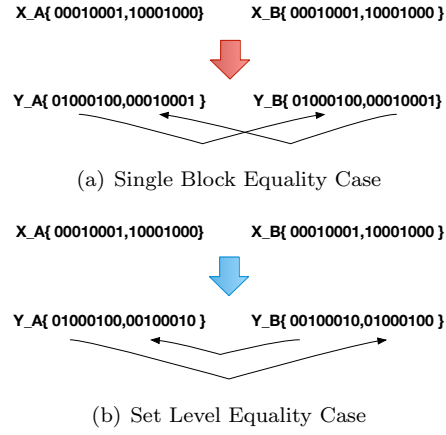 X_A{ 00010001,10001000} X_B{ 00010001,10001000 }
Y_A{ 01000100,00010001 } Y_B{ 01000100,00010001}
(a) Single Block Equality Case
X_A{ 00010001,10001000} X_B{ 00010001,10001000 }
Y_A{ 01000100,00100010 } Y_B{ 00100010,01000100 }
(b) Set Level Equality Case